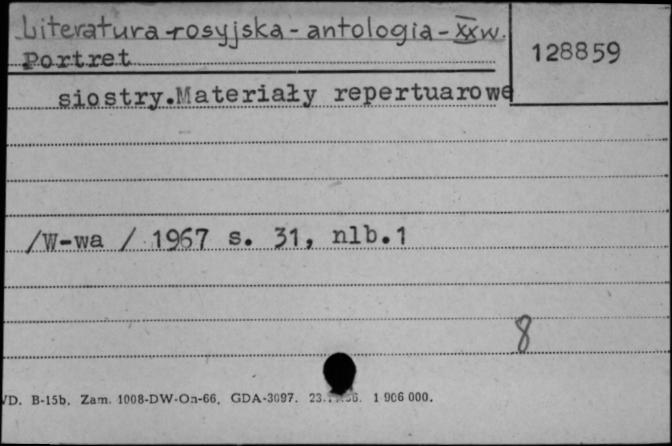 Literatura rosyjska - antologia - XX w.
128859
Portret
siostry.Materiały repertuarowe
/W-wa / 1967 s. 31, nlb.1
8
B-15b. Zam. 1008-DW-On-66. GDA-3097. 1 906 000.